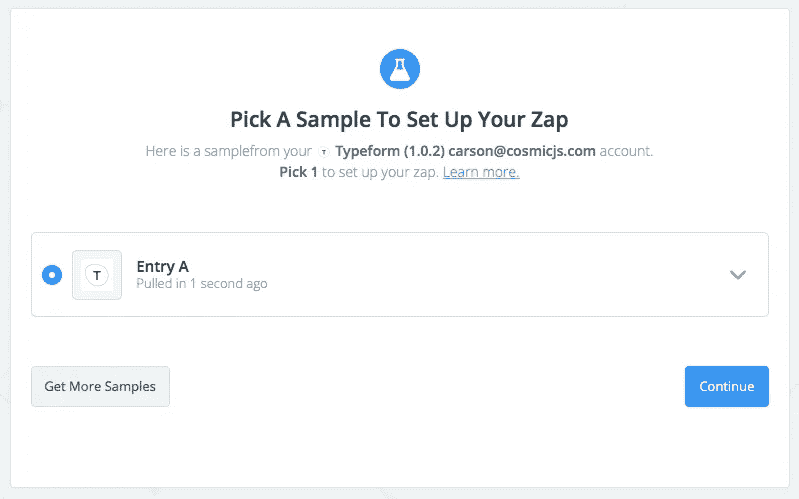 Pick A Sample To Set Up Your Zap
Here is a samplefrom your T Typeform (1.0.2) carson@cosmicjs.com account.
Pick 1 to set up your zap. Learn more.
T
Entry A
Pulled in 1 second ago
Get More Samples
Continue